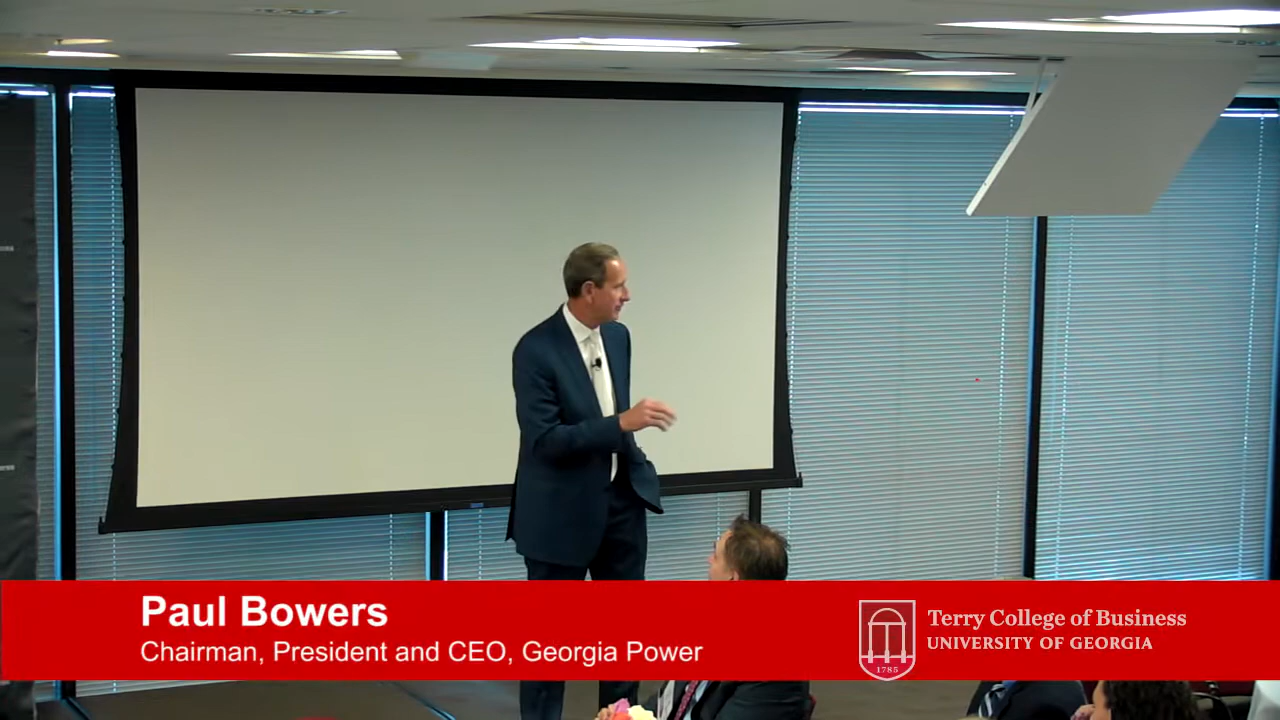 Paul Bowers
Chairman, President and CEO, Georgia Power
Terry College of Business
UNIVERSITY OF GEORGIA
1785